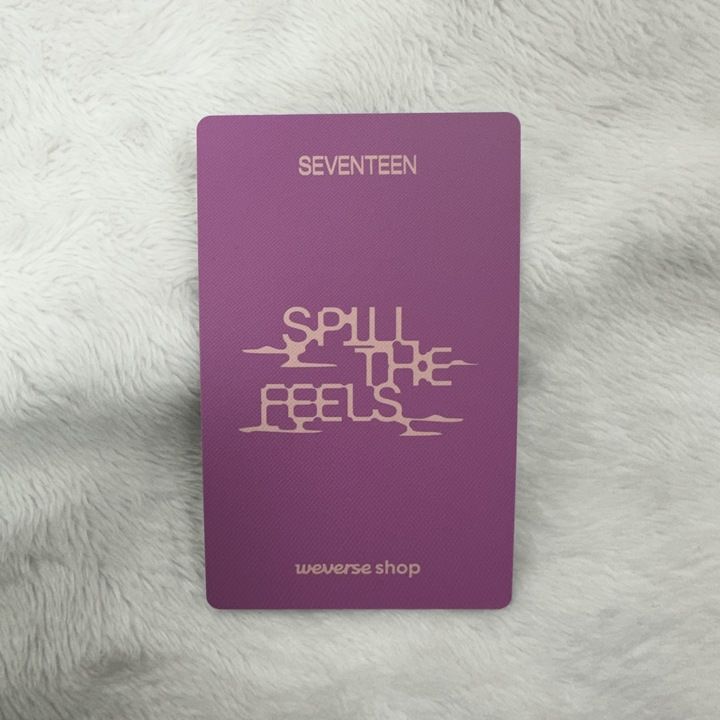 SEVENTEEN
SPILL
THE
FEELS
weverse shop